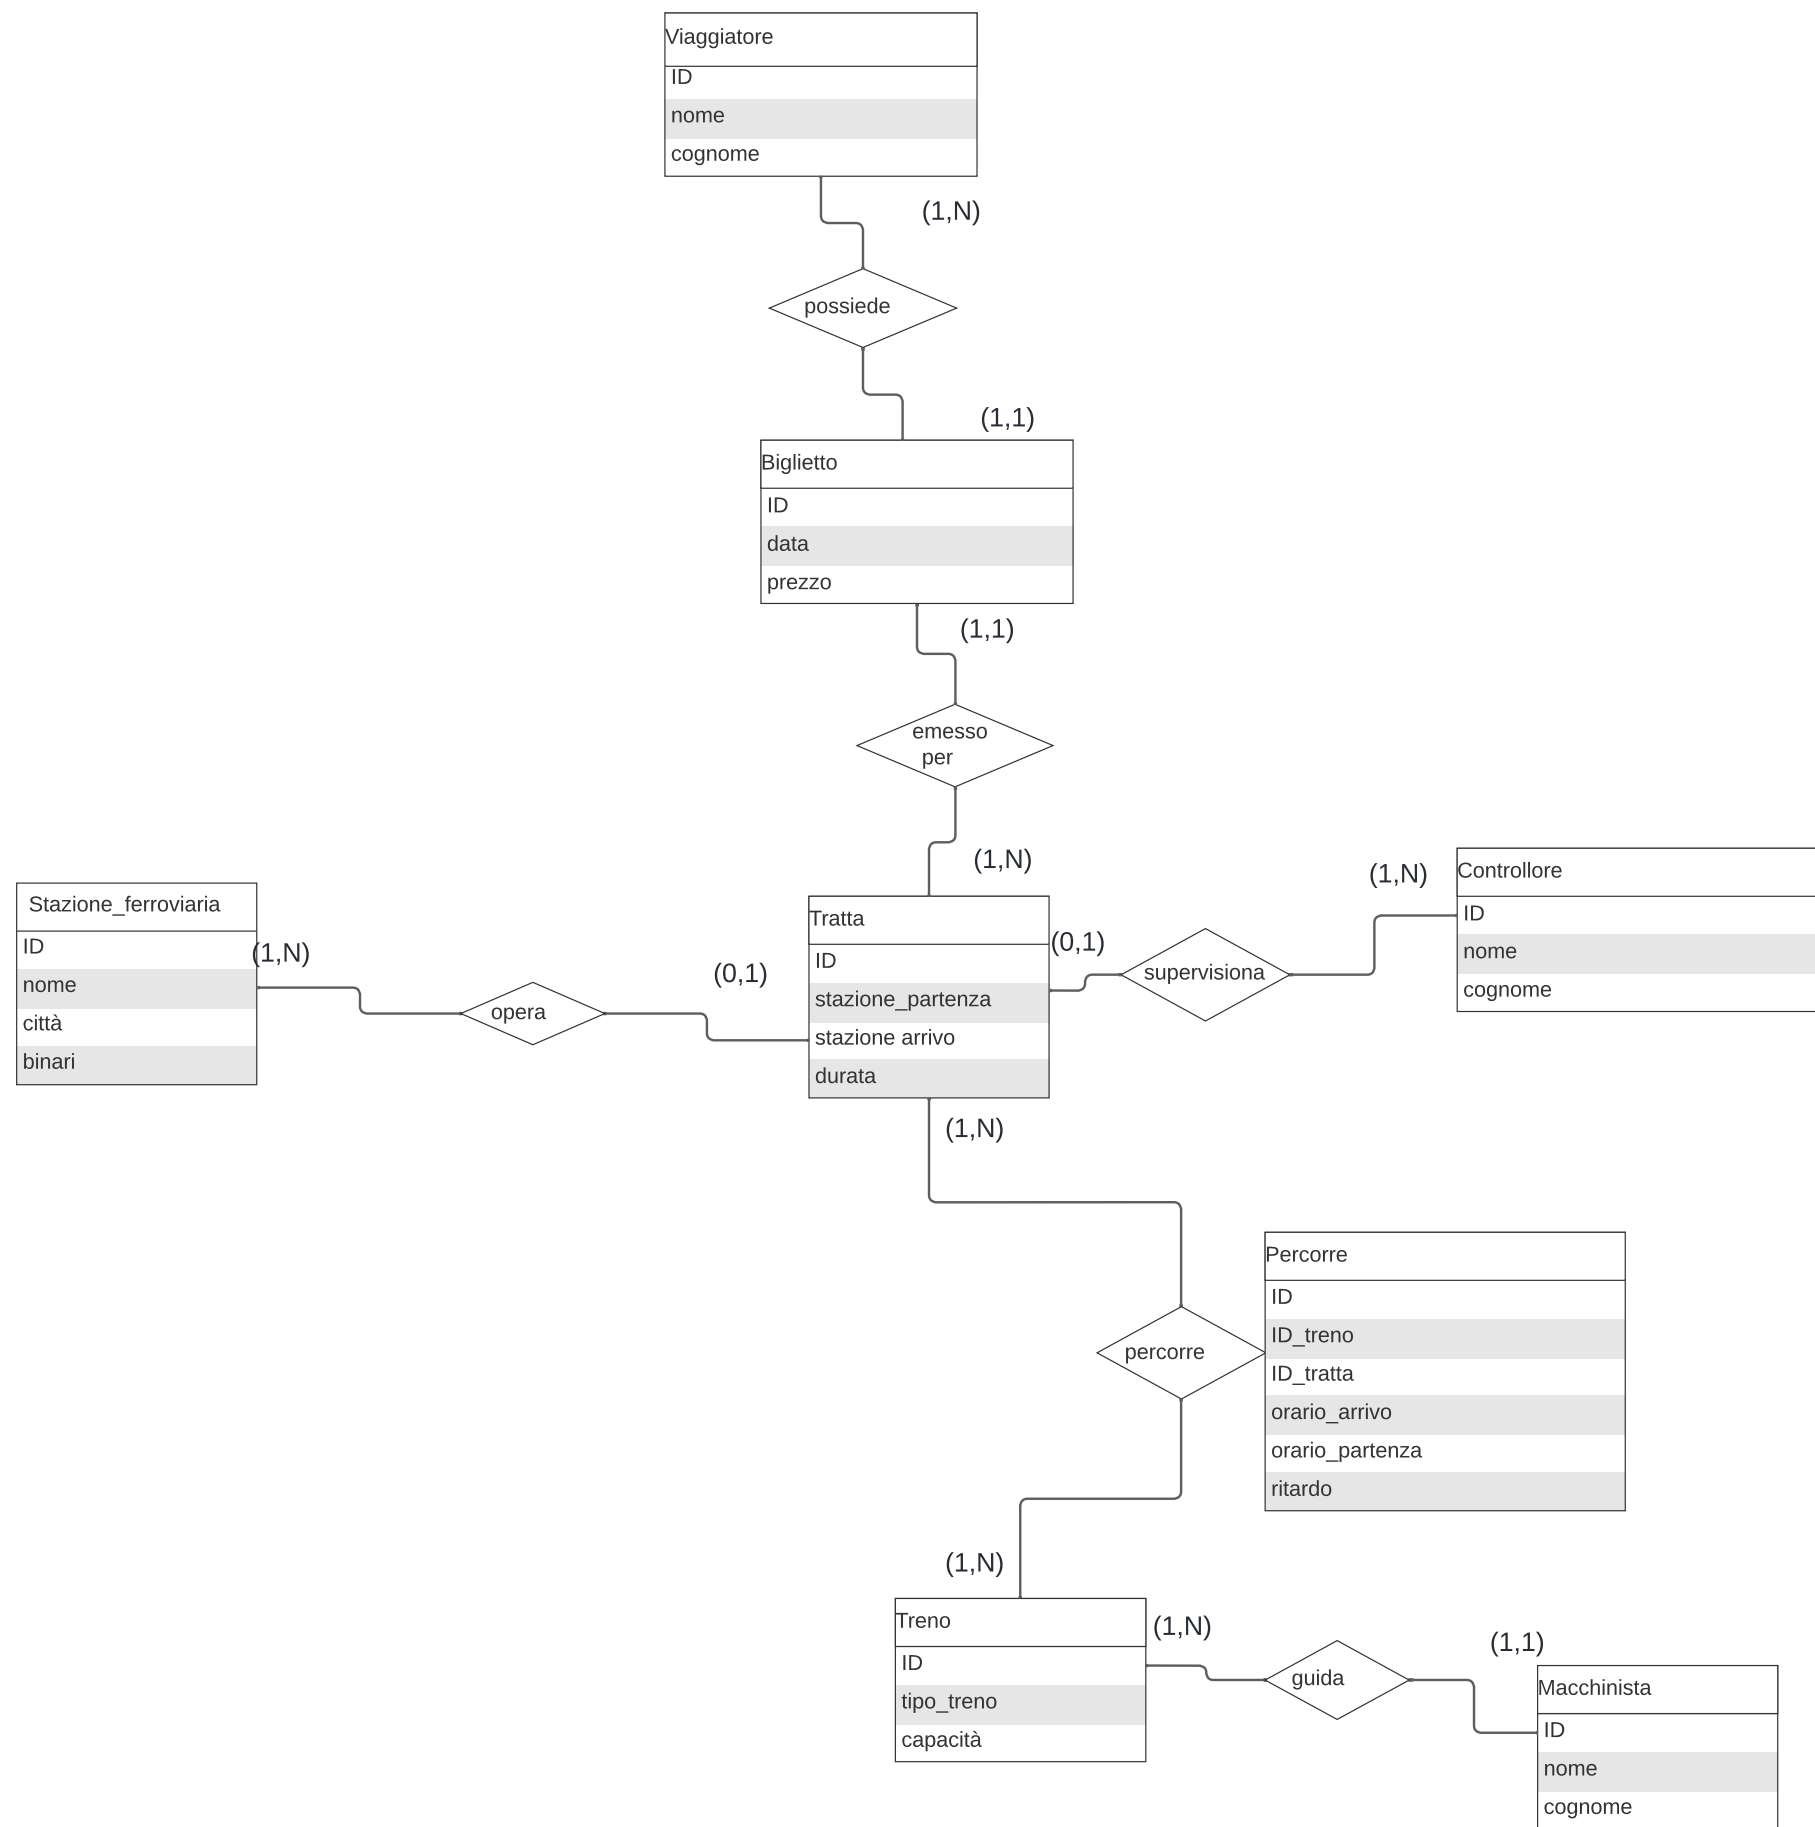 Viaggiatore
ID
nome
cognome
(1,N)
possiede
(1,1)
Biglietto
ID
data
prezzo
(1,1)
emesso
per
(1,N)
Stazione_ferroviaria
ID
nome
città
binari
(1,N)
opera
(0,1)
Tratta
ID
stazione_partenza
stazione arrivo
durata
(0,1)
supervisiona
(1,N)
Controllore
ID
nome
cognome
(1,N)
percorre
Percorre
ID
ID_treno
ID_tratta
orario_arrivo
orario_partenza
ritardo
(1,N)
Treno
ID
tipo_treno
capacità
(1,N)
guida
(1,1)
Macchinista
ID
nome
cognome